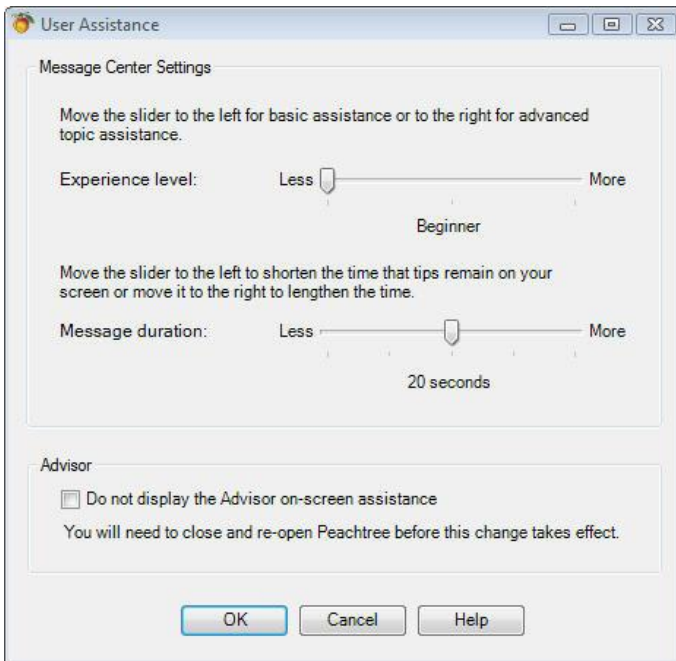 User Assistance
Message Center Settings
Move the slider to the left for basic assistance or to the right for advanced
topic assistance.
Experience level: Less More
Beginner
Move the slider to the left to shorten the time that tips remain on your
screen or move it to the right to lengthen the time.
Message duration: Less More
20 seconds
Advisor
Do not display the Advisor on-screen assistance
You will need to close and re-open Peachtree before this change takes effect.
OK Cancel Help